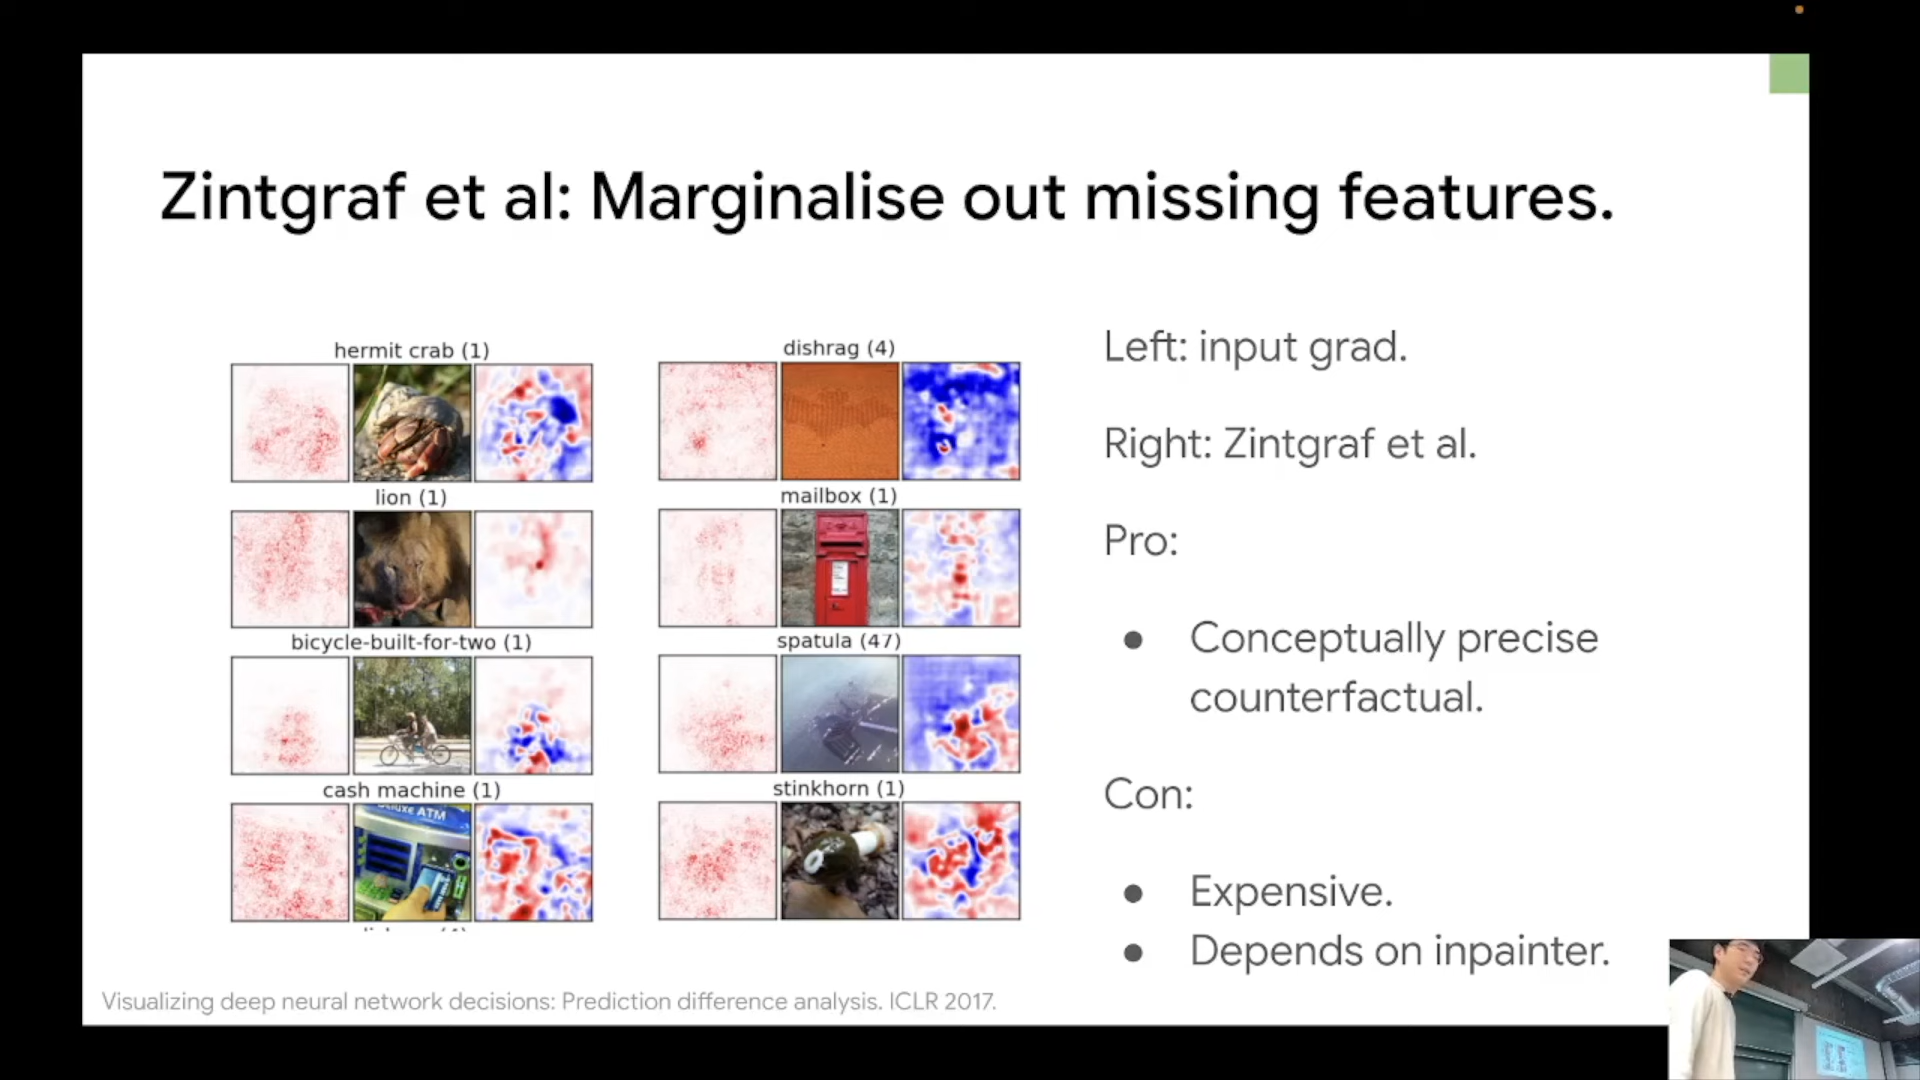 Zintgraf et al: Marginalise out missing features.
hermit crab (1)
dishrag (4)
lion (1)
mailbox (1)
bicycle-built-for-two (1)
spatula (47)
cash machine (1)
stinkhorn (1)
ATM
Left: input grad.
Right: Zintgraf et al.
Pro:
● Conceptually precise
counterfactual.
Con:
● Expensive.
● Depends on inpainter.
Visualizing deep neural network decisions: Prediction difference analysis. ICLR 2017.